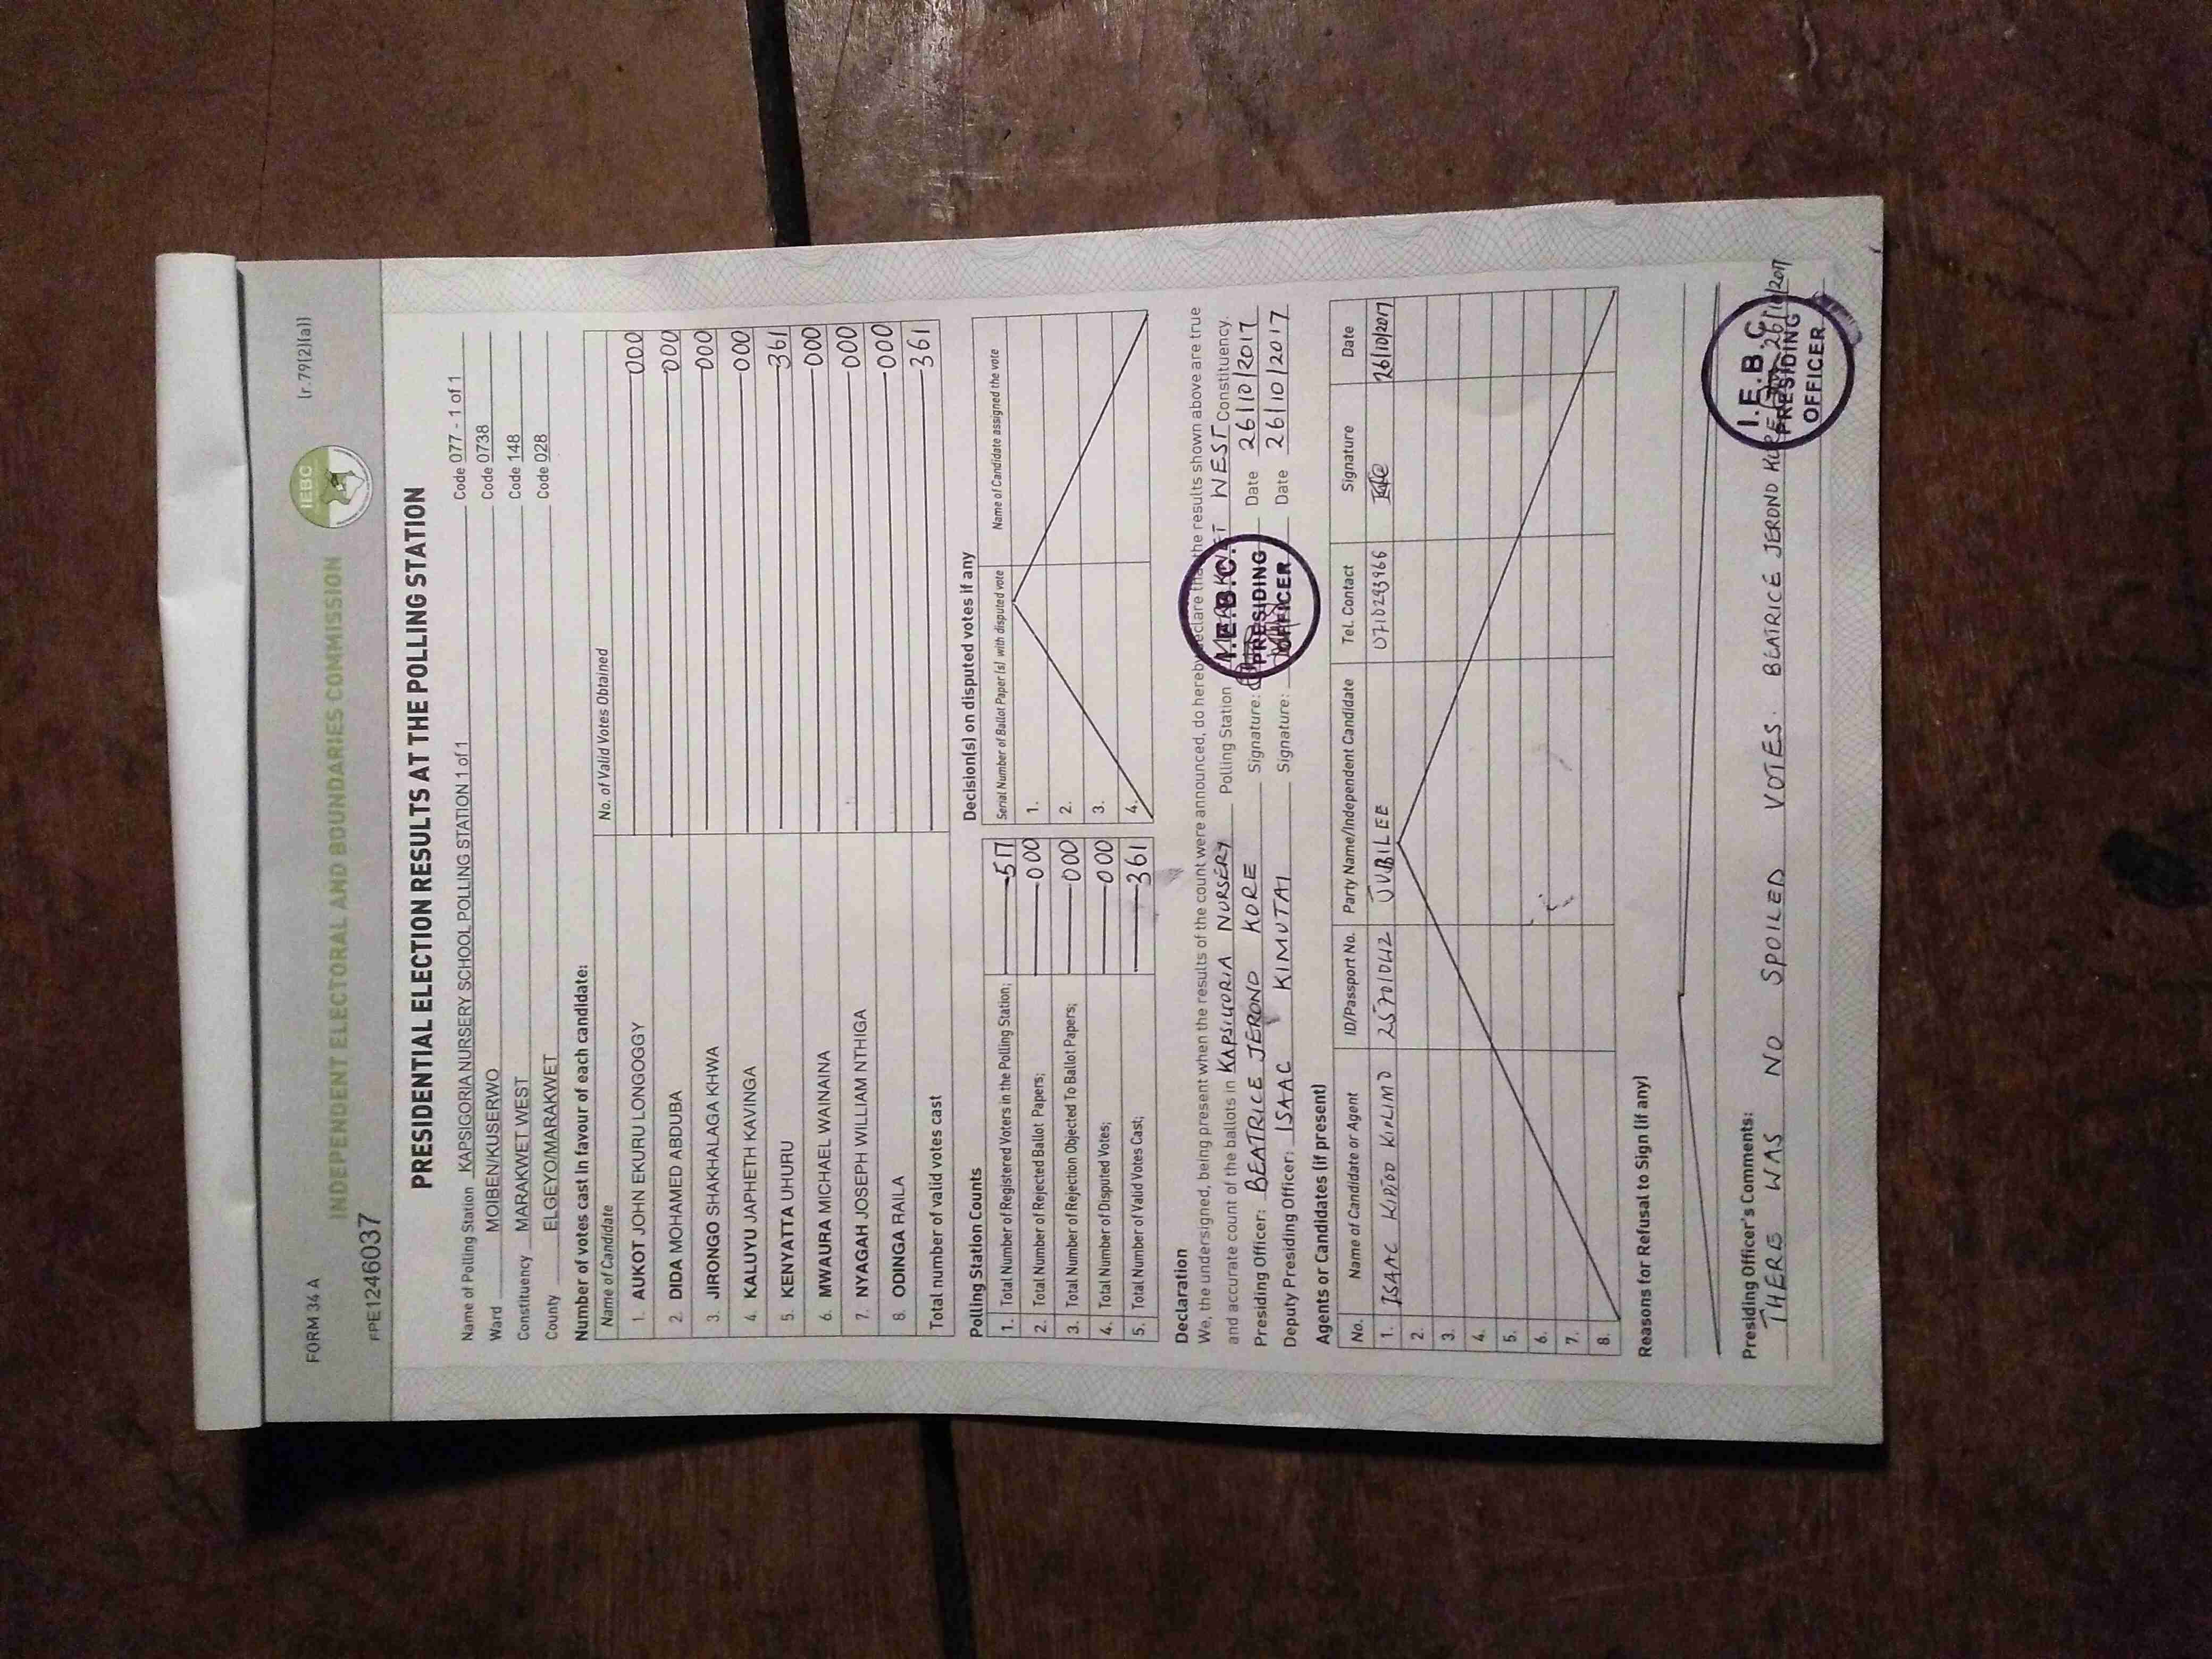 FORM 34 A
(r.79(2)(a))
INDEPENDENT ELECTORAL AND BOUNDARIES COMMISSION
IEBC
FPE1246037
PRESIDENTIAL ELECTION RESULTS AT THE POLLING STATION
Name of Polling Station KAPSIGORIA NURSERY SCHOOL POLLING STATION 1 of 1 Code 077 - 1 of 1
Ward MOIBEN/KUSERWO Code 0738
Constituency MARAKWET WEST Code 148
County ELGEYO/MARAKWET Code 028
Number of votes cast in favour of each candidate:
Name of Candidate No. of Valid Votes Obtained
1. AUKOT JOHN EKURU LONGOGGY 000
2. DIDA MOHAMED ABDUBA 000
3. JIRONGO SHAKHALAGA KHWA 000
4. KALUYU JAPHETH KAVINGA 000
5. KENYATTA UHURU 361
6. MWAURA MICHAEL WAINAINA 000
7. NYAGAH JOSEPH WILLIAM NTHIGA 000
8. ODINGA RAILA 000
Total number of valid votes cast 361
Polling Station Counts
1. Total Number of Registered Voters in the Polling Station; 517
2. Total Number of Rejected Ballot Papers; 000
3. Total Number of Rejection Objected To Ballot Papers; 000
4. Total Number of Disputed Votes; 000
5. Total Number of Valid Votes Cast; 361
Decision(s) on disputed votes if any
Serial Number of Ballot Paper (s) with disputed vote Name of Candidate assigned the vote
1.
2.
3.
4.
Declaration
We, the undersigned, being present when the results of the count were announced, do hereby declare that the results shown above are true
and accurate count of the ballots in KAPSIGORIA NURSERY Polling Station MARAKWET WEST Constituency.
Presiding Officer: BEATRICE JEROND KORE Signature: Date 26/10/2017
Deputy Presiding Officer: ISAAC KIMUTAI Signature: Date 26/10/2017
I.E.B.C.
PRESIDING
OFFICER
Agents or Candidates (if present)
No. Name of Candidate or Agent ID/Passport No. Party Name/Independent Candidate Tel. Contact Signature Date
1. ISAAC 25701042 JUBILEE 0710293966 26/10/2017
2.
3.
4.
5.
6.
7.
8.
Reasons for Refusal to Sign (if any)
Presiding Officer's Comments:
THERE WAS NO SPOILED VOTES. BEATRICE JEROND KORE 26/10/2017
I.E.B.C
PRESIDING
OFFICER